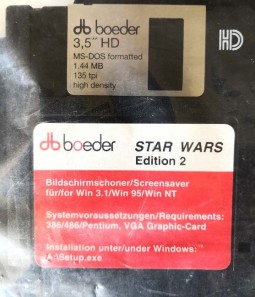 boeder
3,5" HD
MS-DOS formatted
1.44 MB
135 tpi
high density
HD
boeder STAR WARS
Edition 2
Bildschirmschoner/Screensaver
für/for Win 3.1/Win 95/Win NT
Systemvoraussetzungen/Requirements:
386/486/Pentium, VGA Graphic-Card
Installation unter/under Windows:
A:\Setup.exe